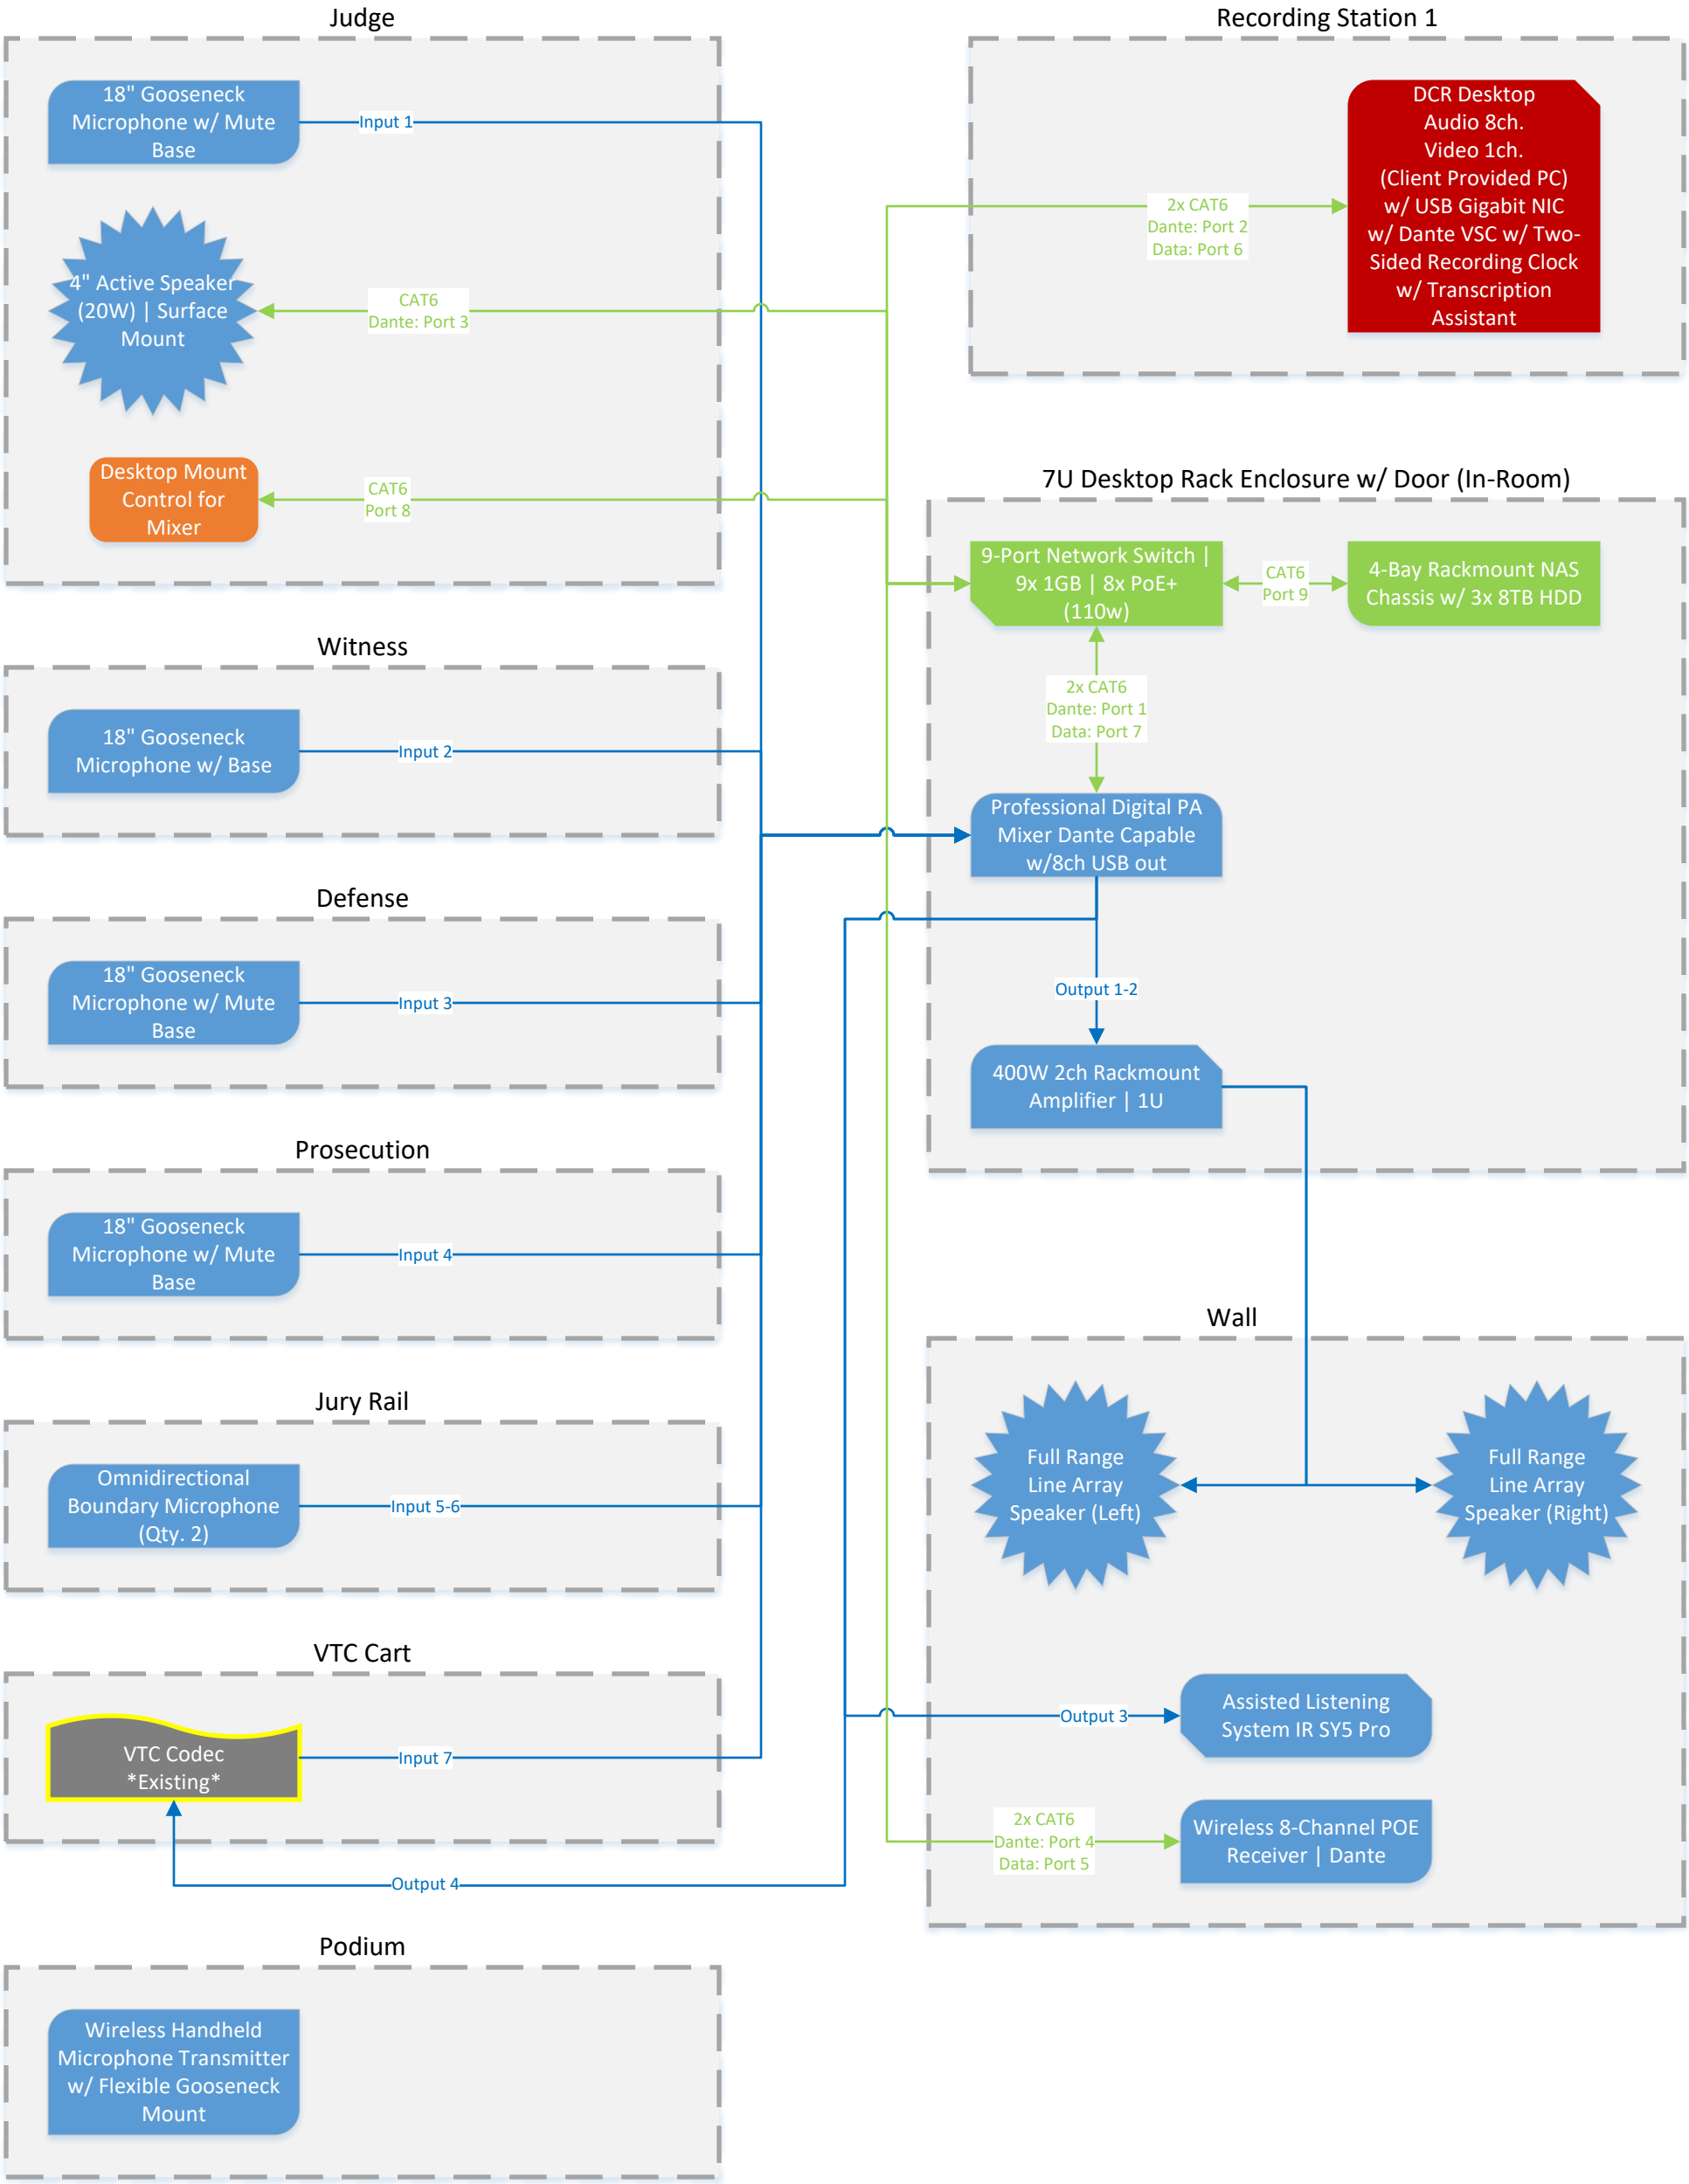 Judge
18" Gooseneck
Microphone w/ Mute
Base
Input 1
4" Active Speaker
(20W) | Surface
Mount
CAT6
Dante: Port 3
Desktop Mount
Control for
Mixer
CAT6
Port 8
Witness
18" Gooseneck
Microphone w/ Base
Input 2
Defense
18" Gooseneck
Microphone w/ Mute
Base
Input 3
Prosecution
18" Gooseneck
Microphone w/ Mute
Base
Input 4
Jury Rail
Omnidirectional
Boundary Microphone
(Qty. 2)
Input 5-6
VTC Cart
VTC Codec
*Existing*
Input 7
Output 4
Podium
Wireless Handheld
Microphone Transmitter
w/ Flexible Gooseneck
Mount
Recording Station 1
2x CAT6
Dante: Port 2
Data: Port 6
DCR Desktop
Audio 8ch.
Video 1ch.
(Client Provided PC)
w/ USB Gigabit NIC
w/ Dante VSC w/ Two-
Sided Recording Clock
w/ Transcription
Assistant
7U Desktop Rack Enclosure w/ Door (In-Room)
9-Port Network Switch |
9x 1GB | 8x PoE+
(110w)
CAT6
Port 9
4-Bay Rackmount NAS
Chassis w/ 3x 8TB HDD
2x CAT6
Dante: Port 1
Data: Port 7
Professional Digital PA
Mixer Dante Capable
w/8ch USB out
Output 1-2
400W 2ch Rackmount
Amplifier | 1U
Wall
Full Range
Line Array
Speaker (Left)
Full Range
Line Array
Speaker (Right)
Output 3
Assisted Listening
System IR SY5 Pro
2x CAT6
Dante: Port 4
Data: Port 5
Wireless 8-Channel POE
Receiver | Dante